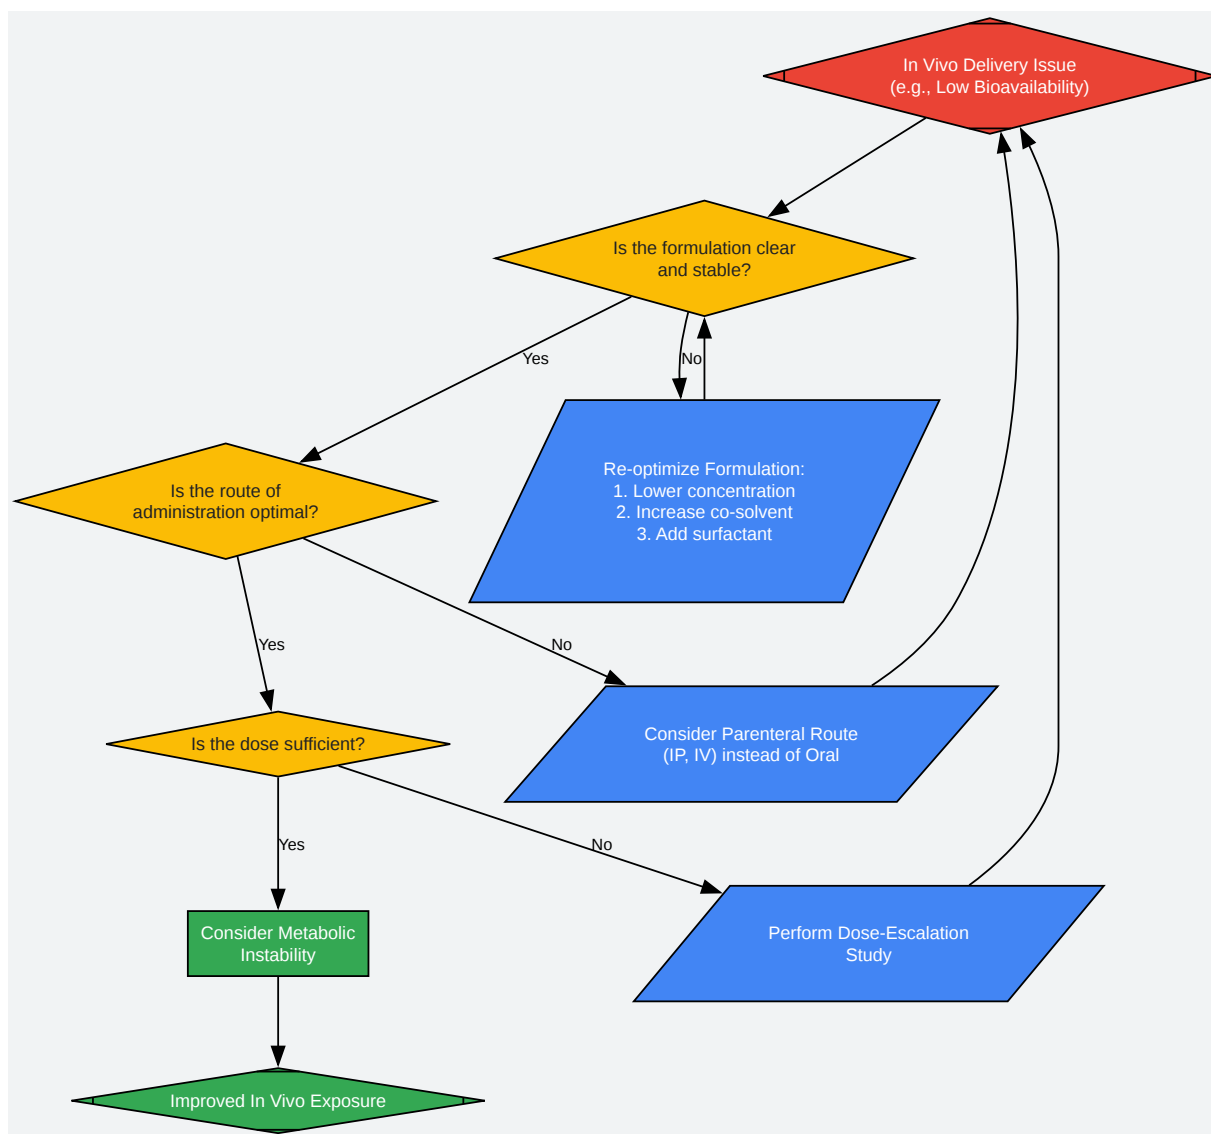 In Vivo Delivery Issue
(e.g., Low Bioavailability)
Is the formulation clear
and stable?
Yes
No
Re-optimize Formulation:
1. Lower concentration
2. Increase co-solvent
3. Add surfactant
Is the route of
administration optimal?
Yes
No
Consider Parenteral Route
(IP, IV) instead of Oral
Is the dose sufficient?
Yes
No
Consider Metabolic
Instability
Perform Dose-Escalation
Study
Improved In Vivo Exposure